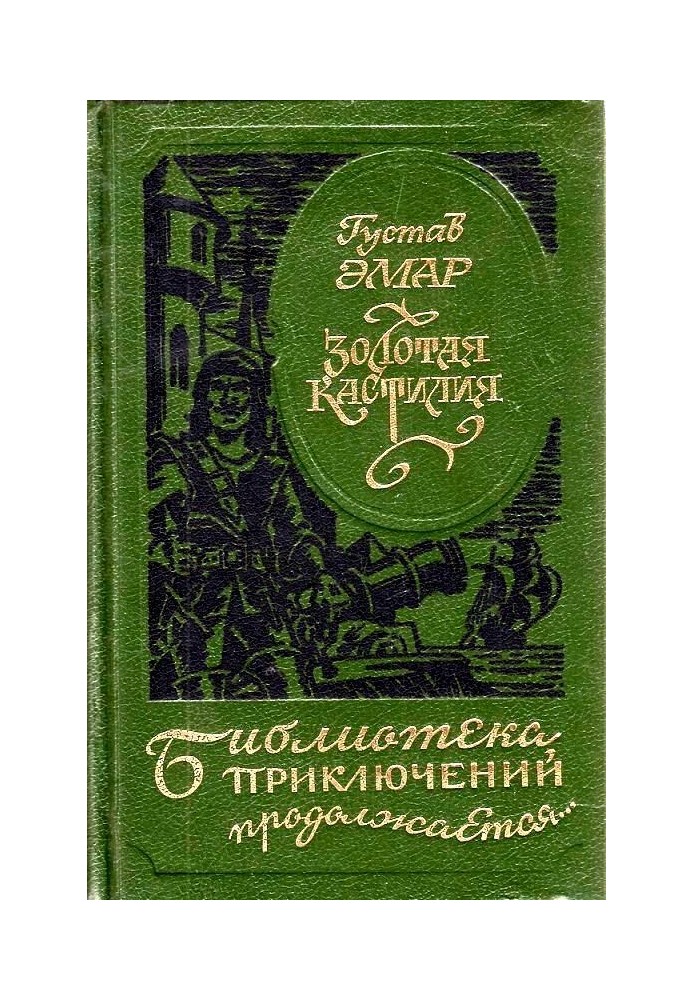 Густав
ЭМАР
ЗОЛОТАЯ
КАСТИЛИЯ
Библиотека
ПРИКЛЮЧЕНИЙ
продолжается...